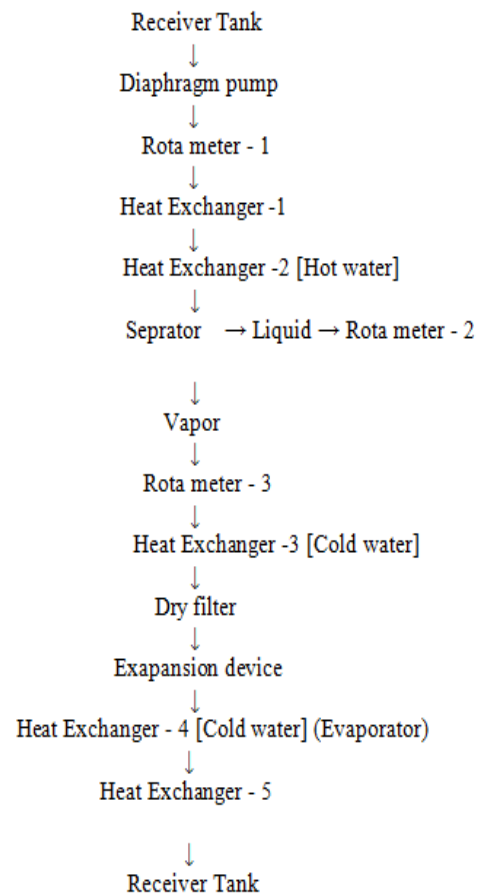 Receiver Tank
↓
Diaphragm pump
↓
Rota meter - 1
↓
Heat Exchanger -1
↓
Heat Exchanger -2 [Hot water]
↓
Seprator → Liquid → Rota meter - 2
↓
Vapor
↓
Rota meter - 3
↓
Heat Exchanger -3 [Cold water]
↓
Dry filter
↓
Exapansion device
↓
Heat Exchanger - 4 [Cold water] (Evaporator)
↓
Heat Exchanger - 5
↓
Receiver Tank